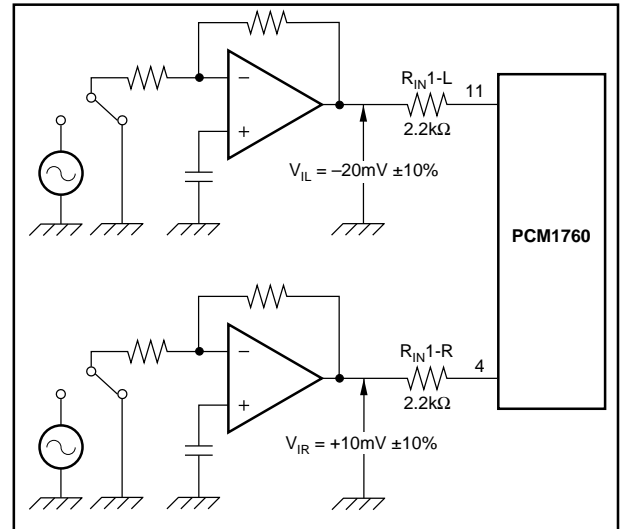 R_IN1-L
11
−
2.2kΩ
+
V_IL = –20mV ±10%
PCM1760
R_IN1-R
4
−
2.2kΩ
+
V_IR = +10mV ±10%